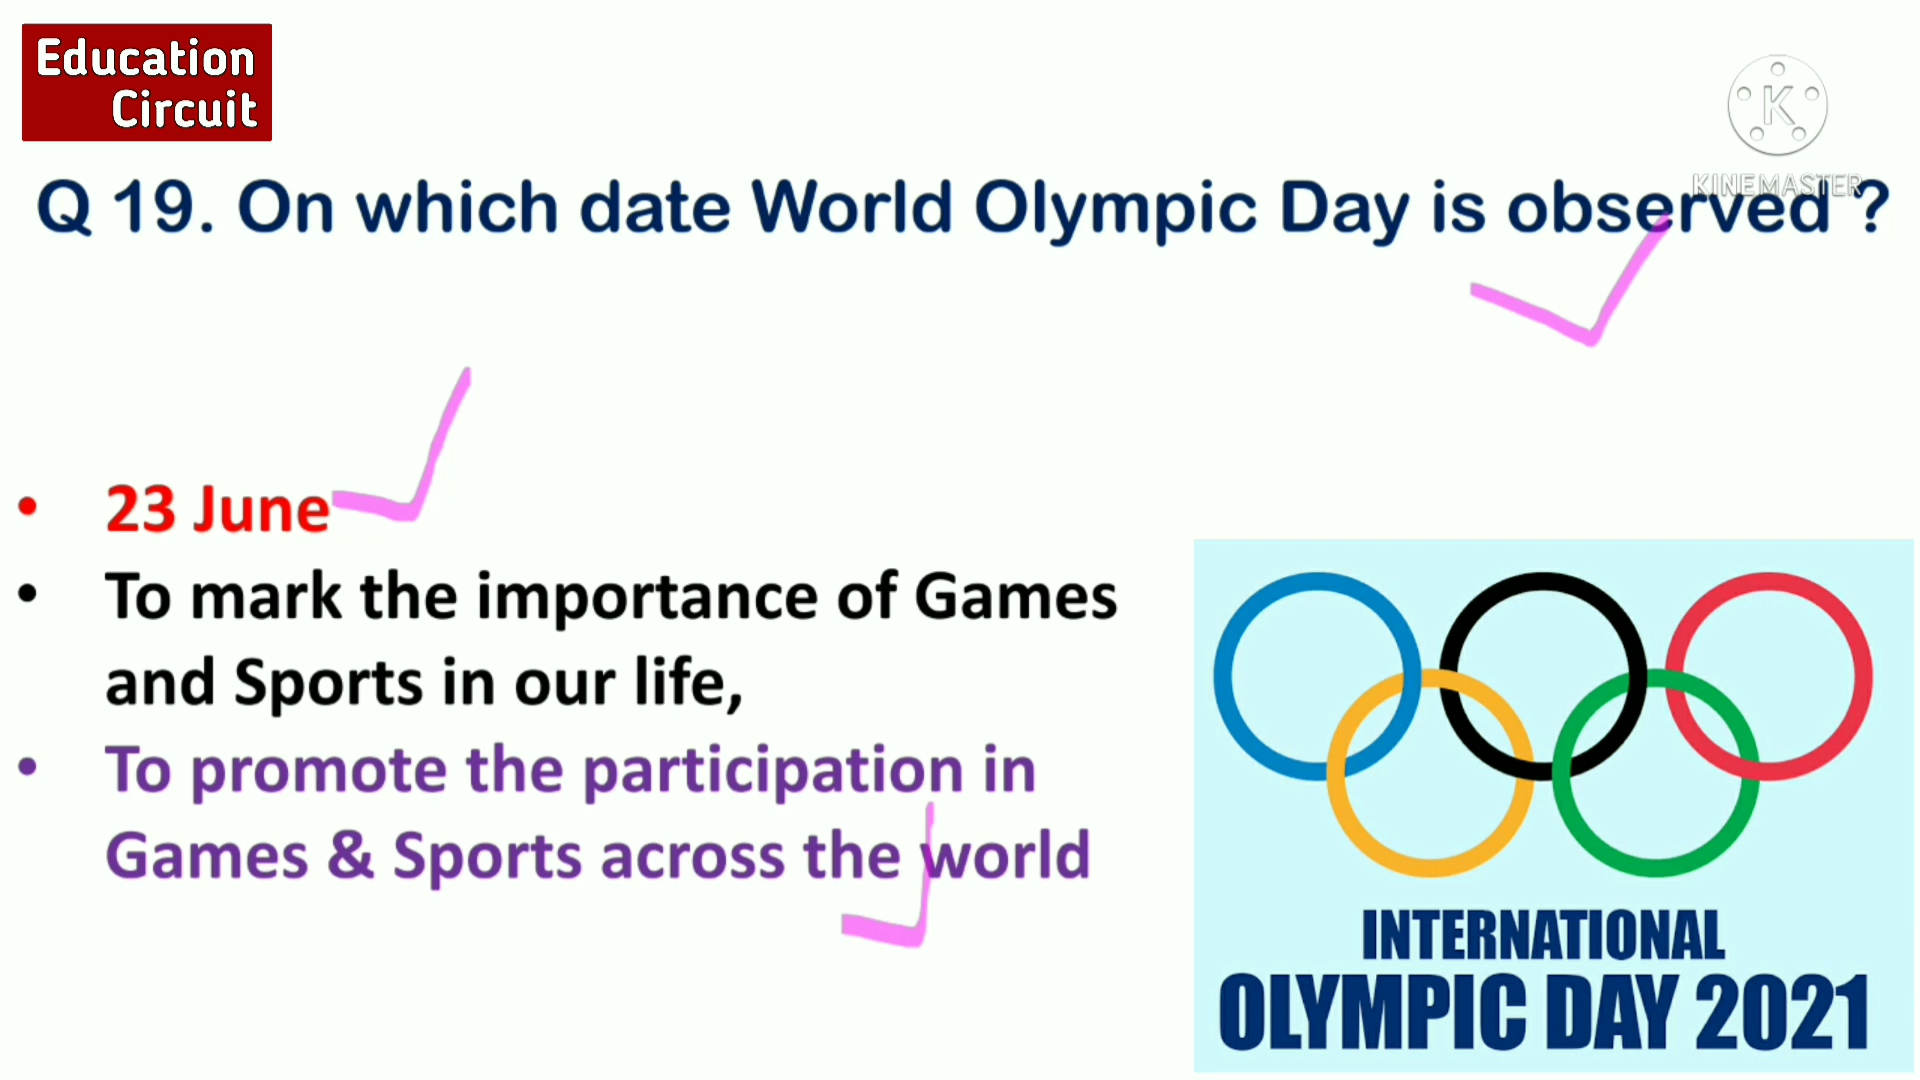 Education
Circuit
K
KINEMASTER
Q 19. On which date World Olympic Day is observed ?
• 23 June
• To mark the importance of Games
and Sports in our life,
• To promote the participation in
Games & Sports across the world
INTERNATIONAL
OLYMPIC DAY 2021